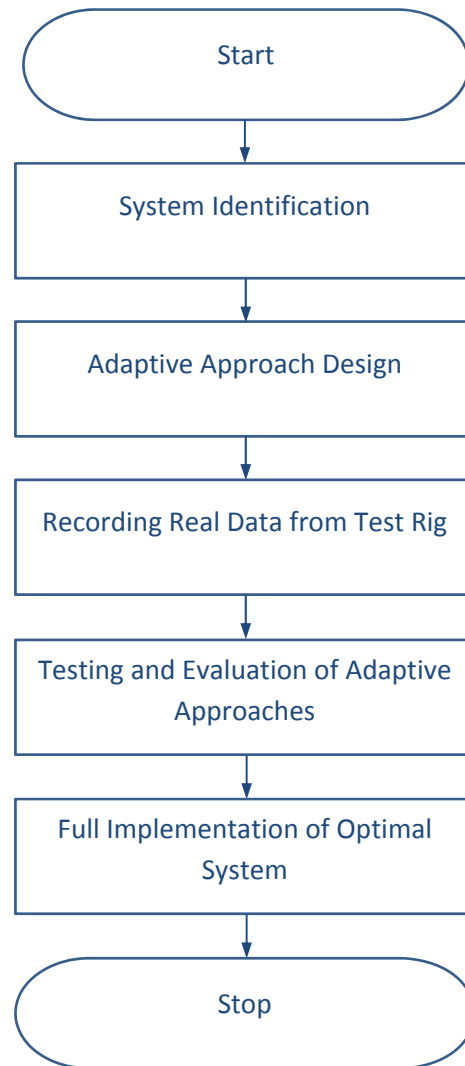 Start
System Identification
Adaptive Approach Design
Recording Real Data from Test Rig
Testing and Evaluation of Adaptive
Approaches
Full Implementation of Optimal
System
Stop